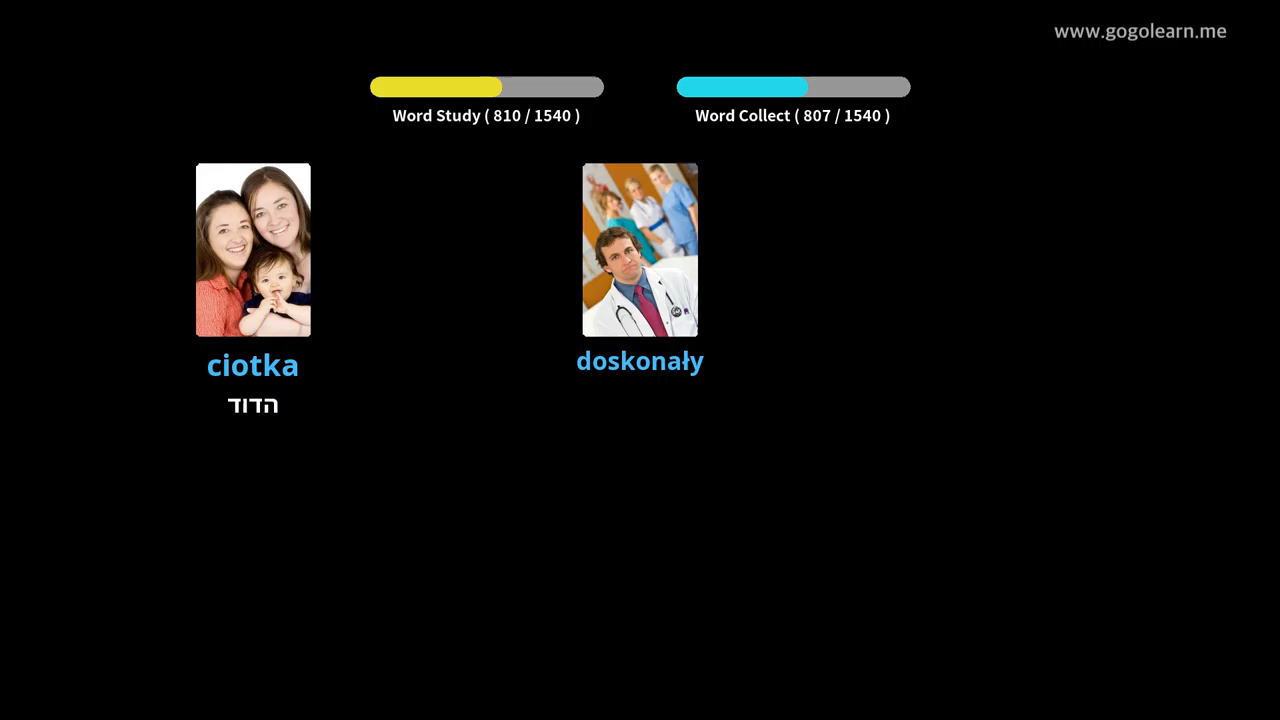 www.gogolearn.me
Word Study ( 810 / 1540 )
Word Collect ( 807 / 1540 )
ciotka
הדוד
doskonały